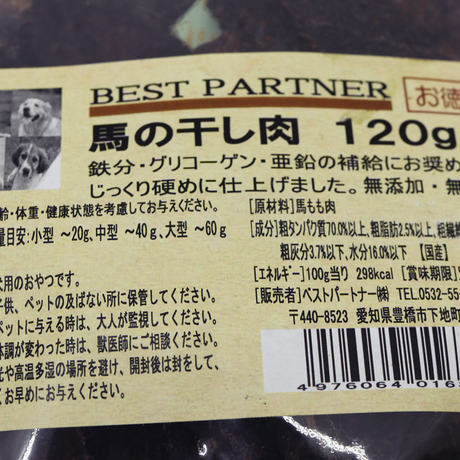 BEST PARTNER
お徳
馬の干し肉 120g
鉄分・グリコーゲン・亜鉛の補給にお奨め
じっくり硬めに仕上げました。無添加・無
齢・体重・健康状態を考慮してお与えください。
量目安:小型 ~20g、中型 ~40g、大型 ~60g
犬用のおやつです。
子供、ペットの及ばない所に保管してください。
ペットに与える時は、大人が監視してください。
体調が変わった時は、獣医師にご相談ください。
光や高温多湿の場所を避け、開封後は封をして、
くお早めにお与えください。
[原材料]馬もも肉
[成分]粗タンパク質70.0%以上、粗脂肪2.5%以上、粗繊維
粗灰分3.7%以下、水分16.0%以下 【国産】
[エネルギー]100g当り 298kcal [賞味期限]
[販売者]ベストパートナー㈱ TEL.0532-55
〒440-8523 愛知県豊橋市下地町
4 976064 016